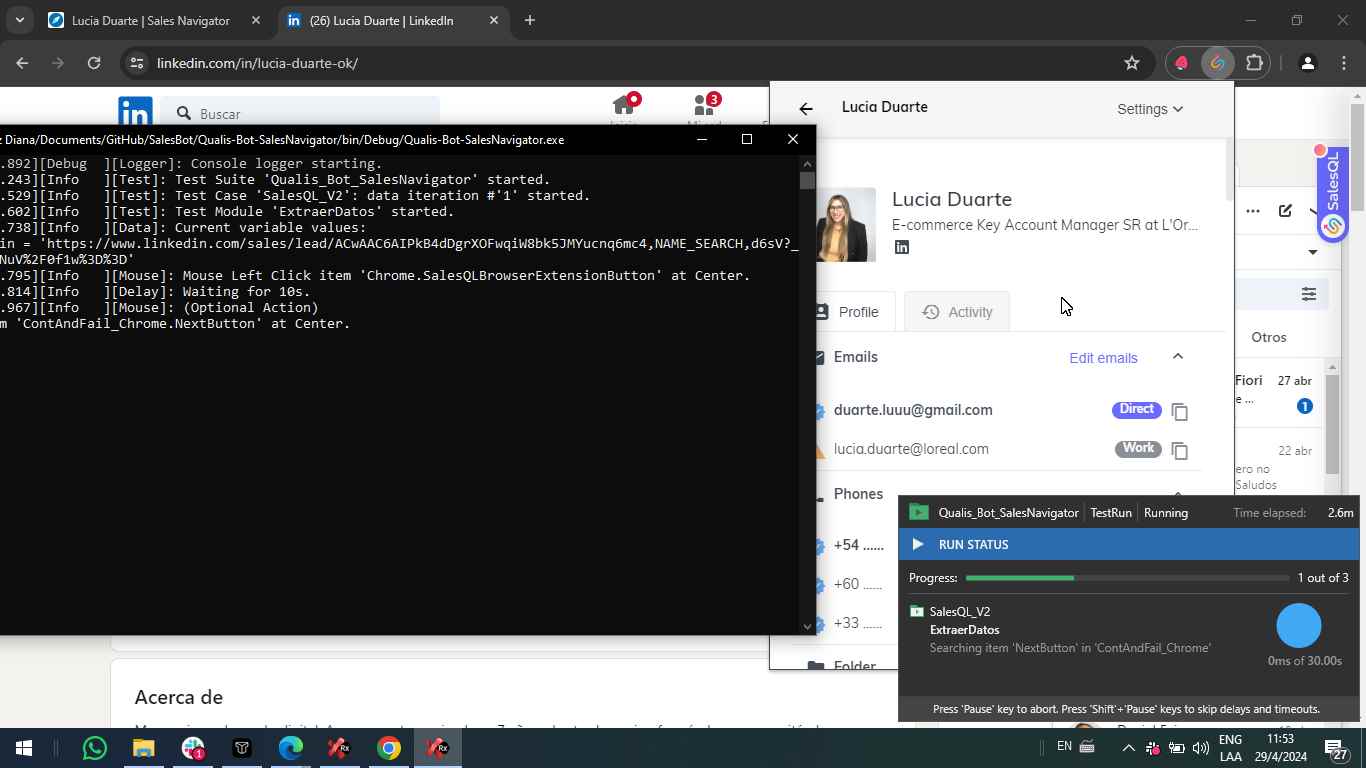 Lucia Duarte | Sales Navigator
(26) Lucia Duarte | LinkedIn
linkedin.com/in/lucia-duarte-ok/
in
Buscar
3
Lucia Duarte
Settings
SalesQL
z Diana/Documents/GitHub/SalesBot/Qualis-Bot-SalesNavigator/bin/Debug/Qualis-Bot-SalesNavigator.exe
.892][Debug ][Logger]: Console logger starting.
.243][Info ][Test]: Test Suite 'Qualis_Bot_SalesNavigator' started.
.529][Info ][Test]: Test Case 'SalesQL_V2': data iteration #'1' started.
.602][Info ][Test]: Test Module 'ExtraerDatos' started.
.738][Info ][Data]: Current variable values:
in = 'https://www.linkedin.com/sales/lead/ACwAAC6AIPkB4dDgrXOFwqiW8bk5JMYucnq6mc4,NAME_SEARCH,d6sV?_
NuV%2F0f1w%3D%3D'
.795][Info ][Mouse]: Mouse Left Click item 'Chrome.SalesQLBrowserExtensionButton' at Center.
.814][Info ][Delay]: Waiting for 10s.
.967][Info ][Mouse]: (Optional Action)
m 'ContAndFail_Chrome.NextButton' at Center.
Lucia Duarte
E-commerce Key Account Manager SR at L'Or...
in
Profile
Activity
Emails
Edit emails
duarte.luuu@gmail.com
Direct
lucia.duarte@loreal.com
Work
Phones
+54 ......
+60 ......
+33 ......
Folder
Otros
Fiori
27 abr
e ...
1
22 abr
ero no
Saludos
Qualis_Bot_SalesNavigator
TestRun
Running
Time elapsed:
2.6m
RUN STATUS
Progress:
1 out of 3
SalesQL_V2
ExtraerDatos
Searching item 'NextButton' in 'ContAndFail_Chrome'
0ms of 30.00s
Press 'Pause' key to abort. Press 'Shift'+'Pause' keys to skip delays and timeouts.
Acerca de
1
Rx
Rx
EN
ENG
LAA
11:53
29/4/2024
27